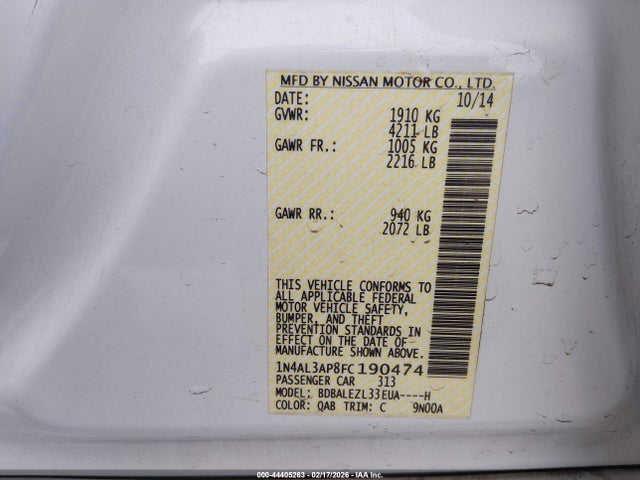 MFD BY NISSAN MOTOR CO., LTD.
DATE: 10/14
GVWR: 1910 KG
4211 LB
GAWR FR.: 1005 KG
2216 LB
GAWR RR.: 940 KG
2072 LB
THIS VEHICLE CONFORMS TO
ALL APPLICABLE FEDERAL
MOTOR VEHICLE SAFETY,
BUMPER, AND THEFT
PREVENTION STANDARDS IN
EFFECT ON THE DATE OF
MANUFACTURE SHOWN ABOVE.
1N4AL3AP8FC190474
PASSENGER CAR 313
MODEL: BDBALEZL33EUA----H
COLOR: QAB TRIM: C 9N00A
000-44405263 - 02/17/2026 - IAA Inc.